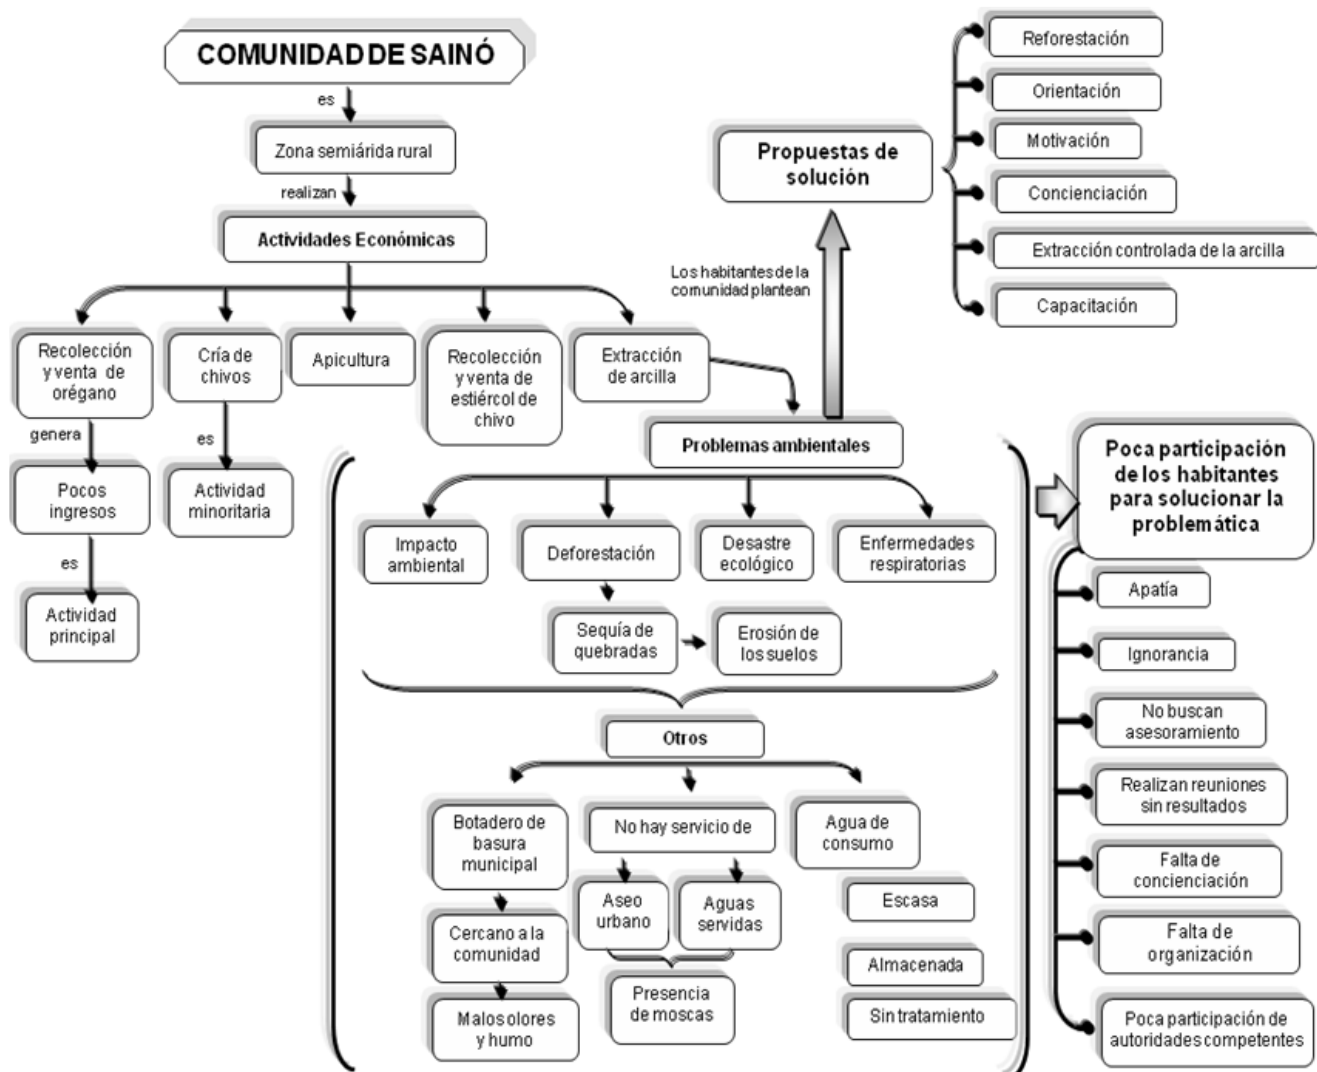 COMUNIDAD DE SAINÓ
es
Zona semiárida rural
realizan
Actividades Económicas
Recolección
y venta de
orégano
Cría de
chivos
Apicultura
Recolección
y venta de
estiércol de
chivo
Extracción
de arcilla
genera
Pocos
ingresos
es
Actividad
principal
es
Actividad
minoritaria
Propuestas de
solución
Los habitantes de la
comunidad plantean
Reforestación
Orientación
Motivación
Concienciación
Extracción controlada de la arcilla
Capacitación
Problemas ambientales
Impacto
ambiental
Deforestación
Desastre
ecológico
Enfermedades
respiratorias
Sequía de
quebradas
Erosión de
los suelos
Otros
Botadero de
basura
municipal
Cercano a la
comunidad
Malos olores
y humo
No hay servicio de
Aseo
urbano
Aguas
servidas
Presencia
de moscas
Agua de
consumo
Escasa
Almacenada
Sin tratamiento
Poca participación
de los habitantes
para solucionar la
problemática
Apatía
Ignorancia
No buscan
asesoramiento
Realizan reuniones
sin resultados
Falta de
concienciación
Falta de
organización
Poca participación de
autoridades competentes